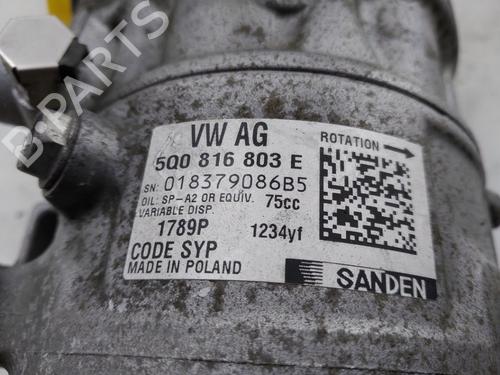 VW AG
ROTATION
5Q0 816 803 E
SN: 018379086B5
OIL: SP-A2 OR EQUIV. 75cc
VARIABLE DISP.
1789P 1234yf
CODE SYP
MADE IN POLAND
SANDEN